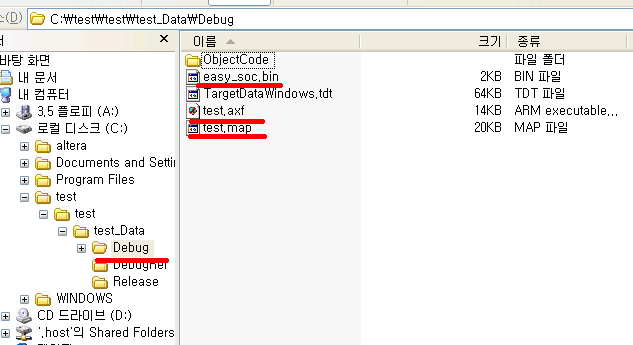 스(D) C:₩test₩test₩test_Data₩Debug
이름 크기 종류
ObjectCode 파일 폴더
easy_soc.bin 2KB BIN 파일
TargetDataWindows.tdt 64KB TDT 파일
test.axf 14KB ARM executable...
test.map 20KB MAP 파일
바탕 화면
내 문서
내 컴퓨터
3.5 플로피 (A:)
로컬 디스크 (C:)
altera
Documents and Settin
Program Files
test
test
test_Data
Debug
DebugRel
Release
WINDOWS
CD 드라이브 (D:)
'.host'의 Shared Folders